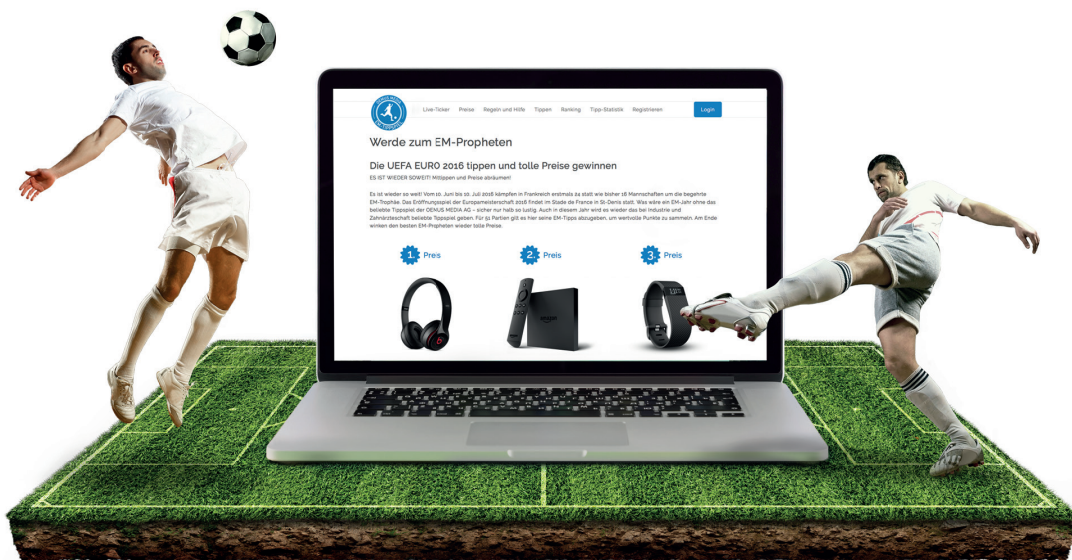 OEMUS MEDIA
EM-TIPPSPIEL
Live-Ticker Preise Regeln und Hilfe Tippen Ranking Tipp-Statistik Registrieren Login
Werde zum EM-Propheten
Die UEFA EURO 2016 tippen und tolle Preise gewinnen
ES IST WIEDER SOWEIT! Mittippen und Preise abräumen!
Es ist wieder so weit! Vom 10. Juni bis 10. Juli 2016 kämpfen in Frankreich erstmals 24 statt wie bisher 16 Mannschaften um die begehrte
EM-Trophäe. Das Eröffnungsspiel der Europameisterschaft 2016 findet im Stade de France in St-Denis statt. Was wäre ein EM-Jahr ohne das
beliebte Tippspiel der OEMUS MEDIA AG – sicher nur halb so lustig. Auch in diesem Jahr wird es wieder das bei Industrie und
Zahnärzteschaft beliebte Tippspiel geben. Für 51 Partien gilt es hier seine EM-Tipps abzugeben, um wertvolle Punkte zu sammeln. Am Ende
winken den besten EM-Propheten wieder tolle Preise.
1. Preis 2. Preis 3. Preis
amazon